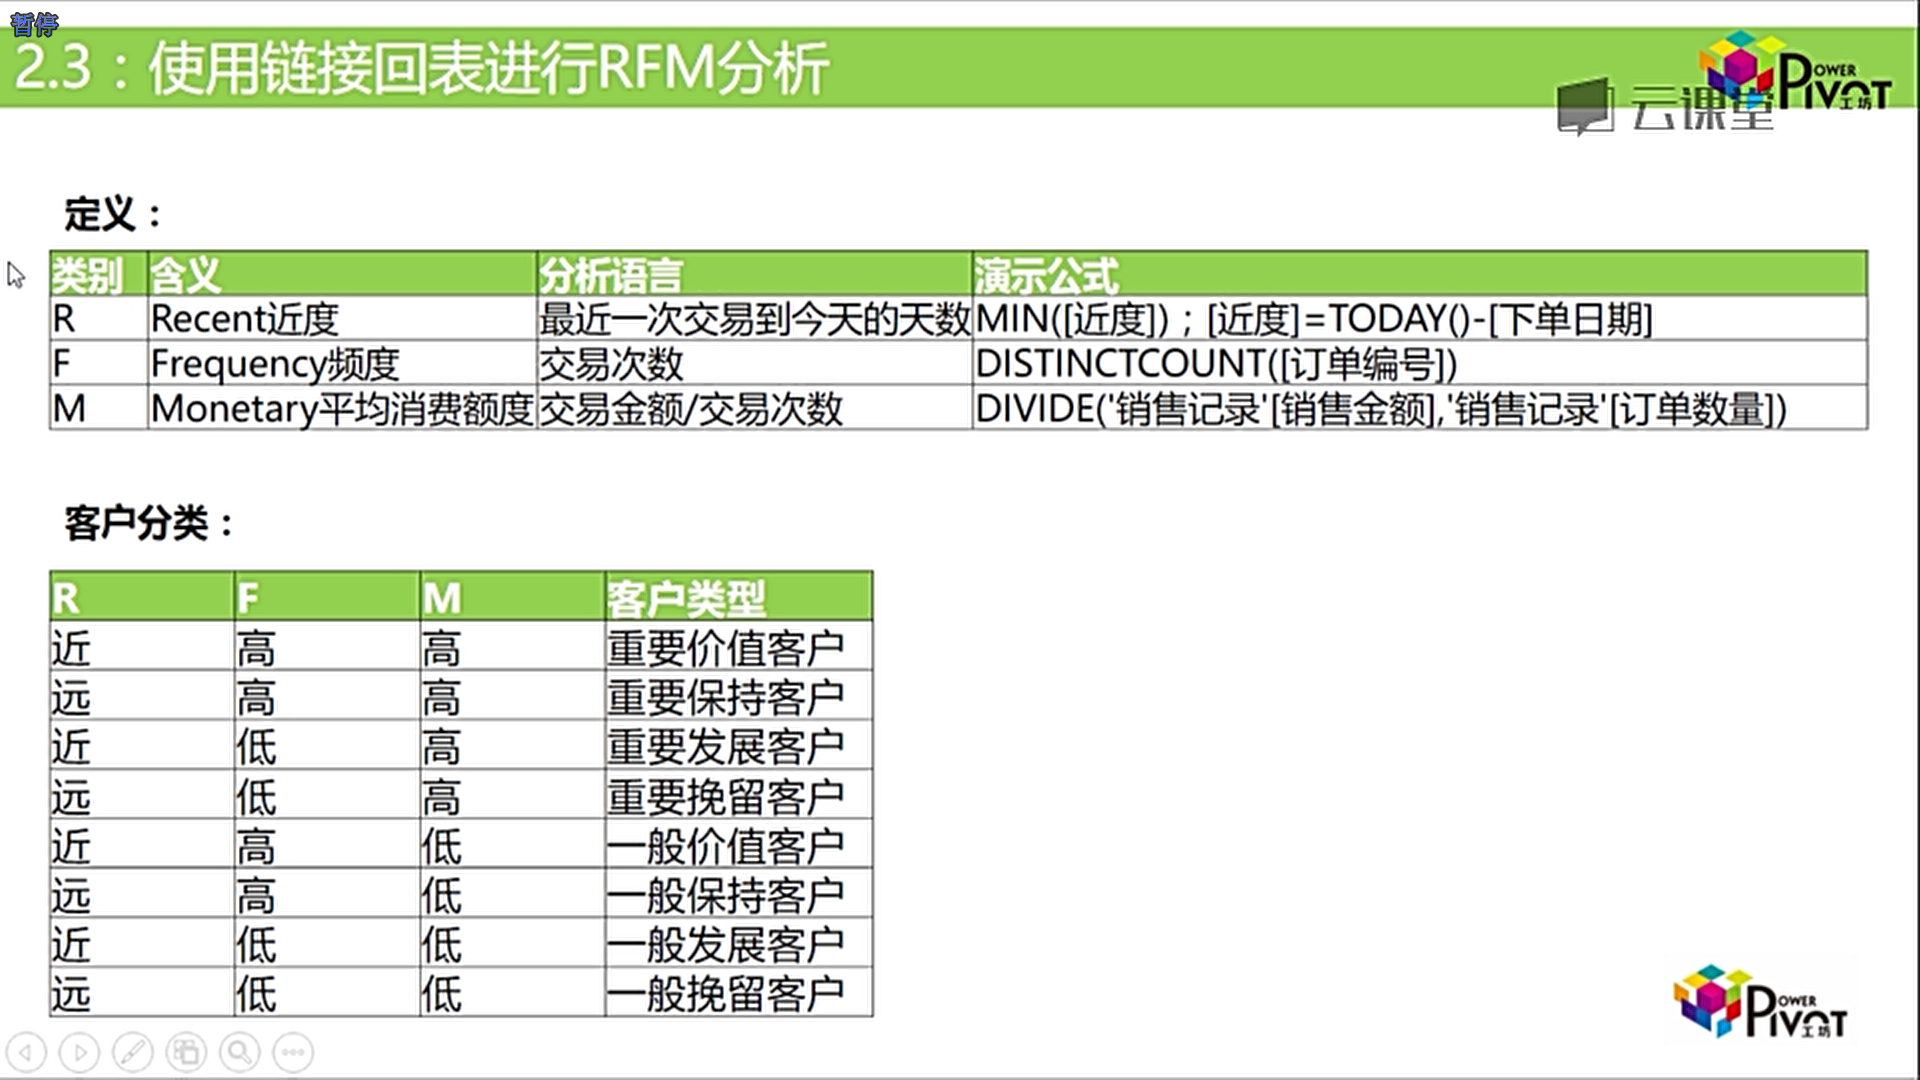 暂停
2.3：使用链接回表进行RFM分析
POWER
PIVOT
工坊
云课堂
定义：
类别 含义 分析语言 演示公式
R Recent近度 最近一次交易到今天的天数 MIN([近度])；[近度]=TODAY()-[下单日期]
F Frequency频度 交易次数 DISTINCTCOUNT([订单编号])
M Monetary平均消费额度 交易金额/交易次数 DIVIDE('销售记录'[销售金额],'销售记录'[订单数量])
客户分类：
R F M 客户类型
近 高 高 重要价值客户
远 高 高 重要保持客户
近 低 高 重要发展客户
远 低 高 重要挽留客户
近 高 低 一般价值客户
远 高 低 一般保持客户
近 低 低 一般发展客户
远 低 低 一般挽留客户
POWER
PIVOT
工坊